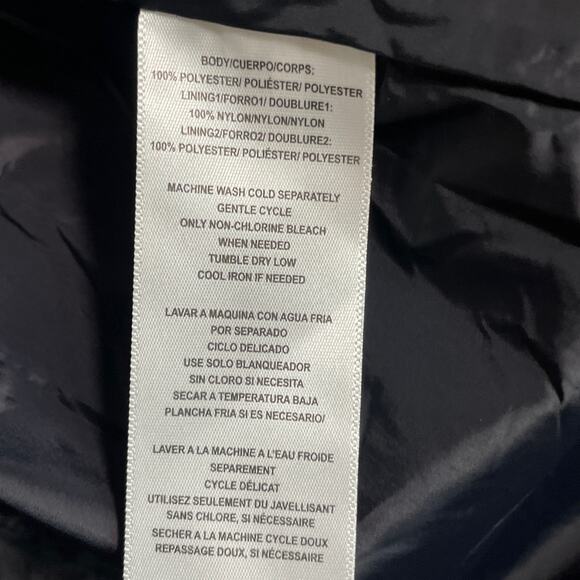 BODY/CUERPO/CORPS:
100% POLYESTER/ POLIÉSTER/ POLYESTER
LINING1/FORRO1/ DOUBLURE1:
100% NYLON/NYLON/NYLON
LINING2/FORRO2/ DOUBLURE2:
100% POLYESTER/ POLIÉSTER/ POLYESTER
MACHINE WASH COLD SEPARATELY
GENTLE CYCLE
ONLY NON-CHLORINE BLEACH
WHEN NEEDED
TUMBLE DRY LOW
COOL IRON IF NEEDED
LAVAR A MAQUINA CON AGUA FRIA
POR SEPARADO
CICLO DELICADO
USE SOLO BLANQUEADOR
SIN CLORO SI NECESITA
SECAR A TEMPERATURA BAJA
PLANCHA FRIA SI ES NECESARIO/
LAVER A LA MACHINE A L'EAU FROIDE
SEPAREMENT
CYCLE DÉLICAT
UTILISEZ SEULEMENT DU JAVELLISANT
SANS CHLORE, SI NÉCESSAIRE
SECHER A LA MACHINE CYCLE DOUX
REPASSAGE DOUX, SI NÉCESSAIRE